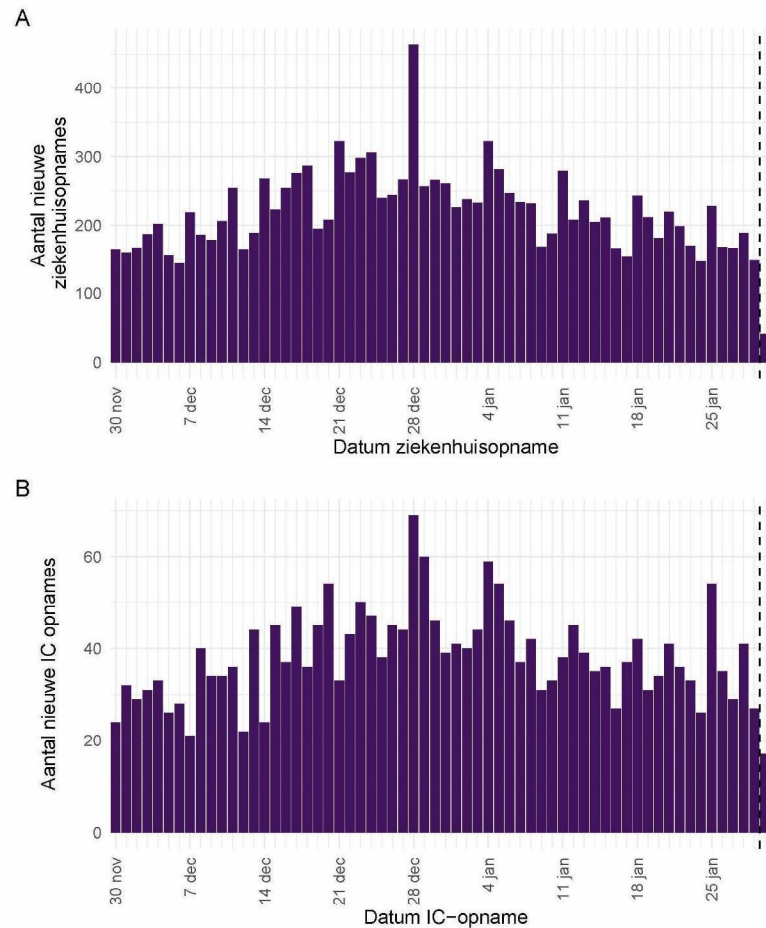 A
Aantal nieuwe
ziekenhuisopnames
400
300
200
100
0
30 nov
7 dec
14 dec
21 dec
28 dec
4 jan
11 jan
18 jan
25 jan
Datum ziekenhuisopname
B
Aantal nieuwe IC opnames
60
40
20
0
30 nov
7 dec
14 dec
21 dec
28 dec
4 jan
11 jan
18 jan
25 jan
Datum IC-opname